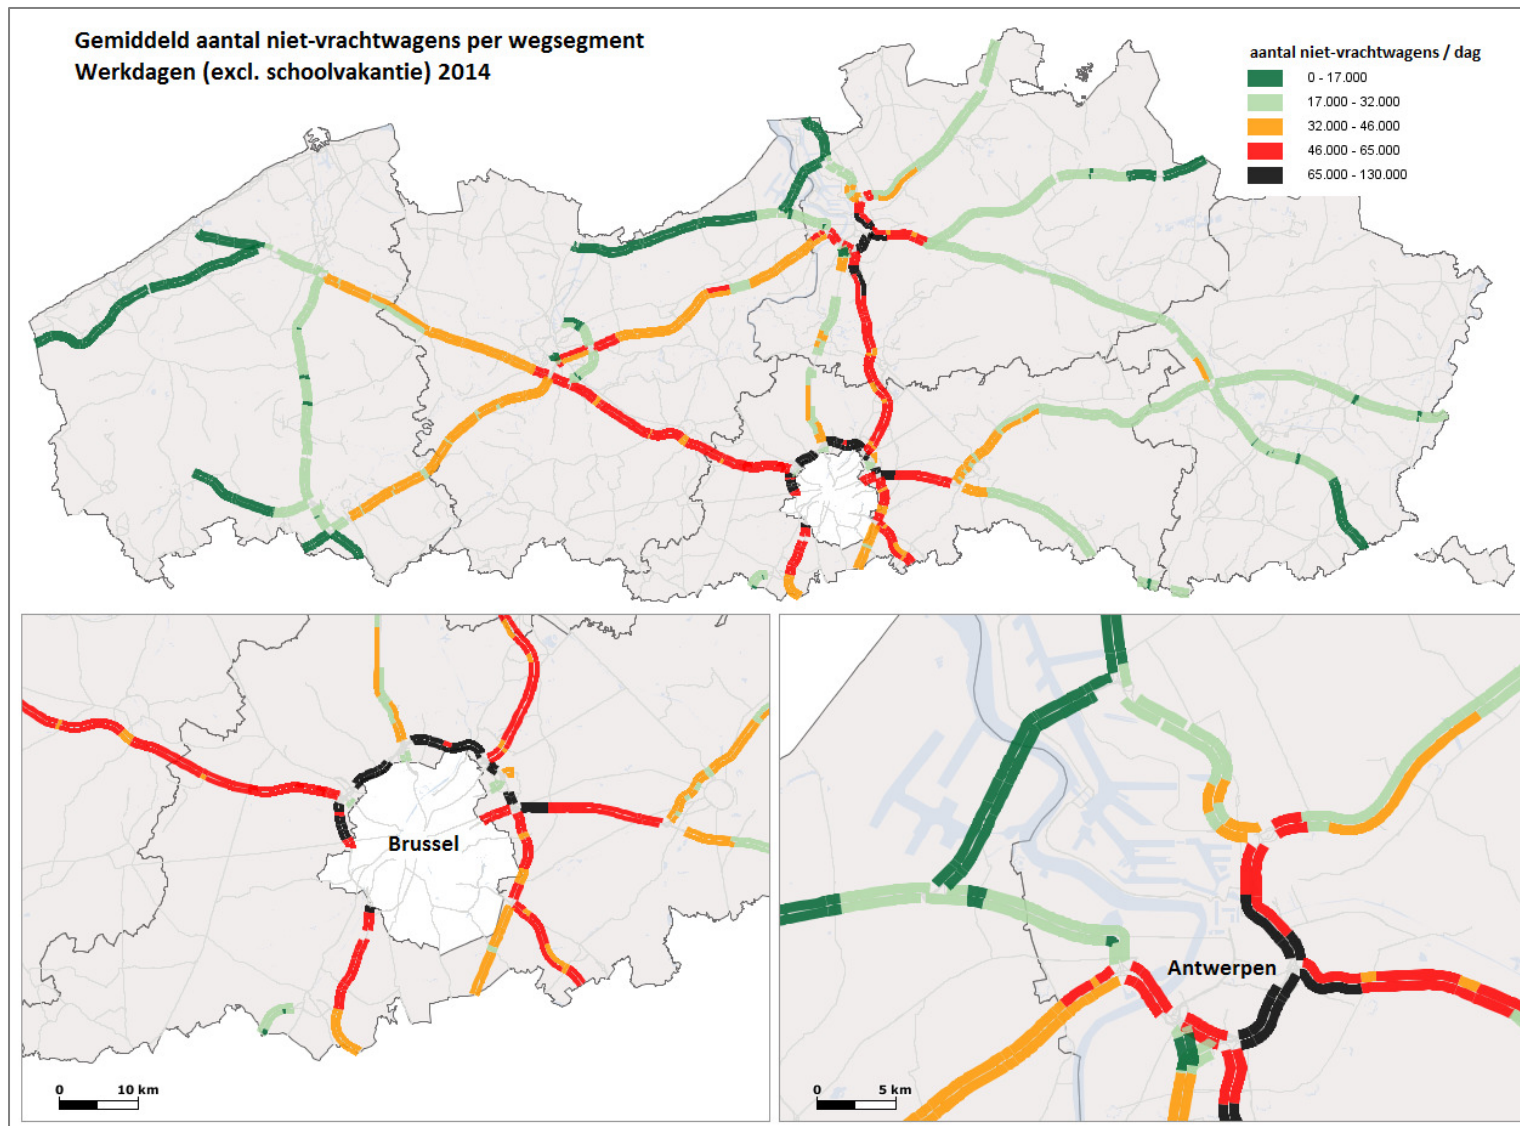 Gemiddeld aantal niet-vrachtwagens per wegsegment
Werkdagen (excl. schoolvakantie) 2014
aantal niet-vrachtwagens / dag
0 - 17.000
17.000 - 32.000
32.000 - 46.000
46.000 - 65.000
65.000 - 130.000
Brussel
0 10 km
Antwerpen
0 5 km